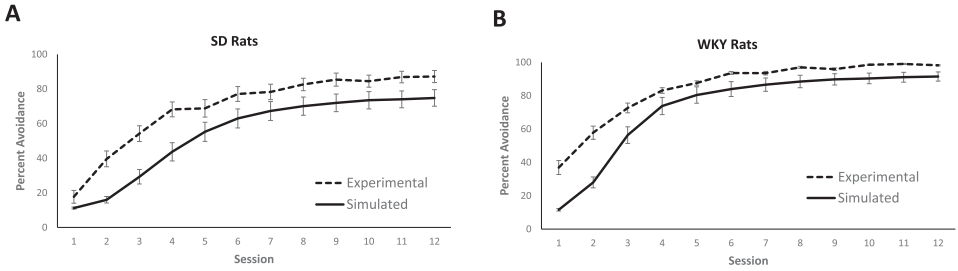 A
SD Rats
Percent Avoidance
100
80
60
40
20
0
1 2 3 4 5 6 7 8 9 10 11 12
Session
Experimental
Simulated
B
WKY Rats
Percent Avoidance
100
80
60
40
20
0
1 2 3 4 5 6 7 8 9 10 11 12
Session
Experimental
Simulated